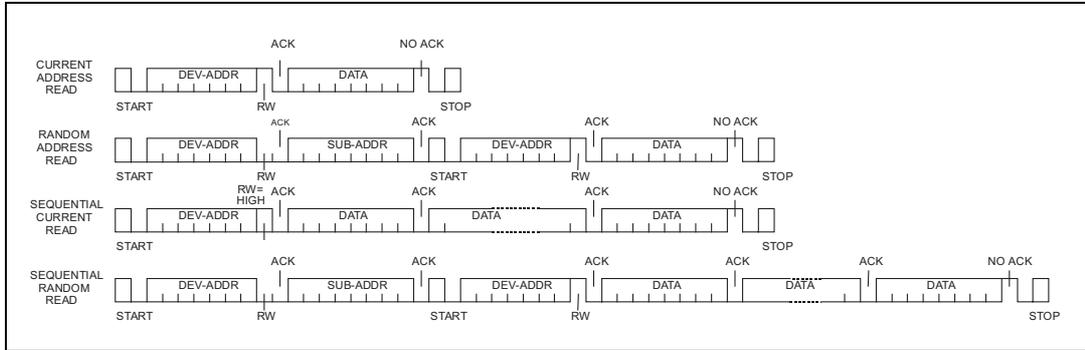 ACK NO ACK
CURRENT
ADDRESS
READ
DEV-ADDR DATA
START RW STOP
ACK ACK ACK NO ACK
RANDOM
ADDRESS
READ
DEV-ADDR SUB-ADDR DEV-ADDR DATA
START RW START RW STOP
RW=
HIGH
ACK ACK ACK NO ACK
SEQUENTIAL
CURRENT
READ
DEV-ADDR DATA DATA DATA
START STOP
ACK ACK ACK ACK ACK NO ACK
SEQUENTIAL
RANDOM
READ
DEV-ADDR SUB-ADDR DEV-ADDR DATA DATA DATA
START RW START RW STOP